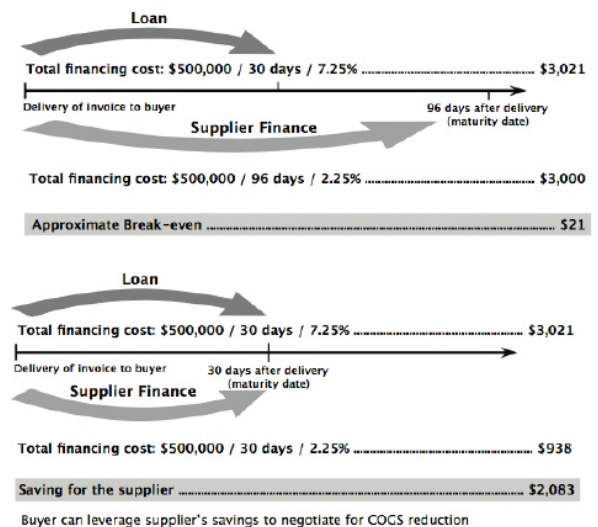 Loan
Total financing cost: $500,000 / 30 days / 7.25% ........................................ $3,021
Delivery of invoice to buyer
96 days after delivery
(maturity date)
Supplier Finance
Total financing cost: $500,000 / 96 days / 2.25% ........................................ $3,000
Approximate Break-even ........................................ $21
Loan
Total financing cost: $500,000 / 30 days / 7.25% ........................................ $3,021
Delivery of invoice to buyer
30 days after delivery
(maturity date)
Supplier Finance
Total financing cost: $500,000 / 30 days / 2.25% ........................................ $938
Saving for the supplier ........................................ $2,083
Buyer can leverage supplier's savings to negotiate for COGS reduction